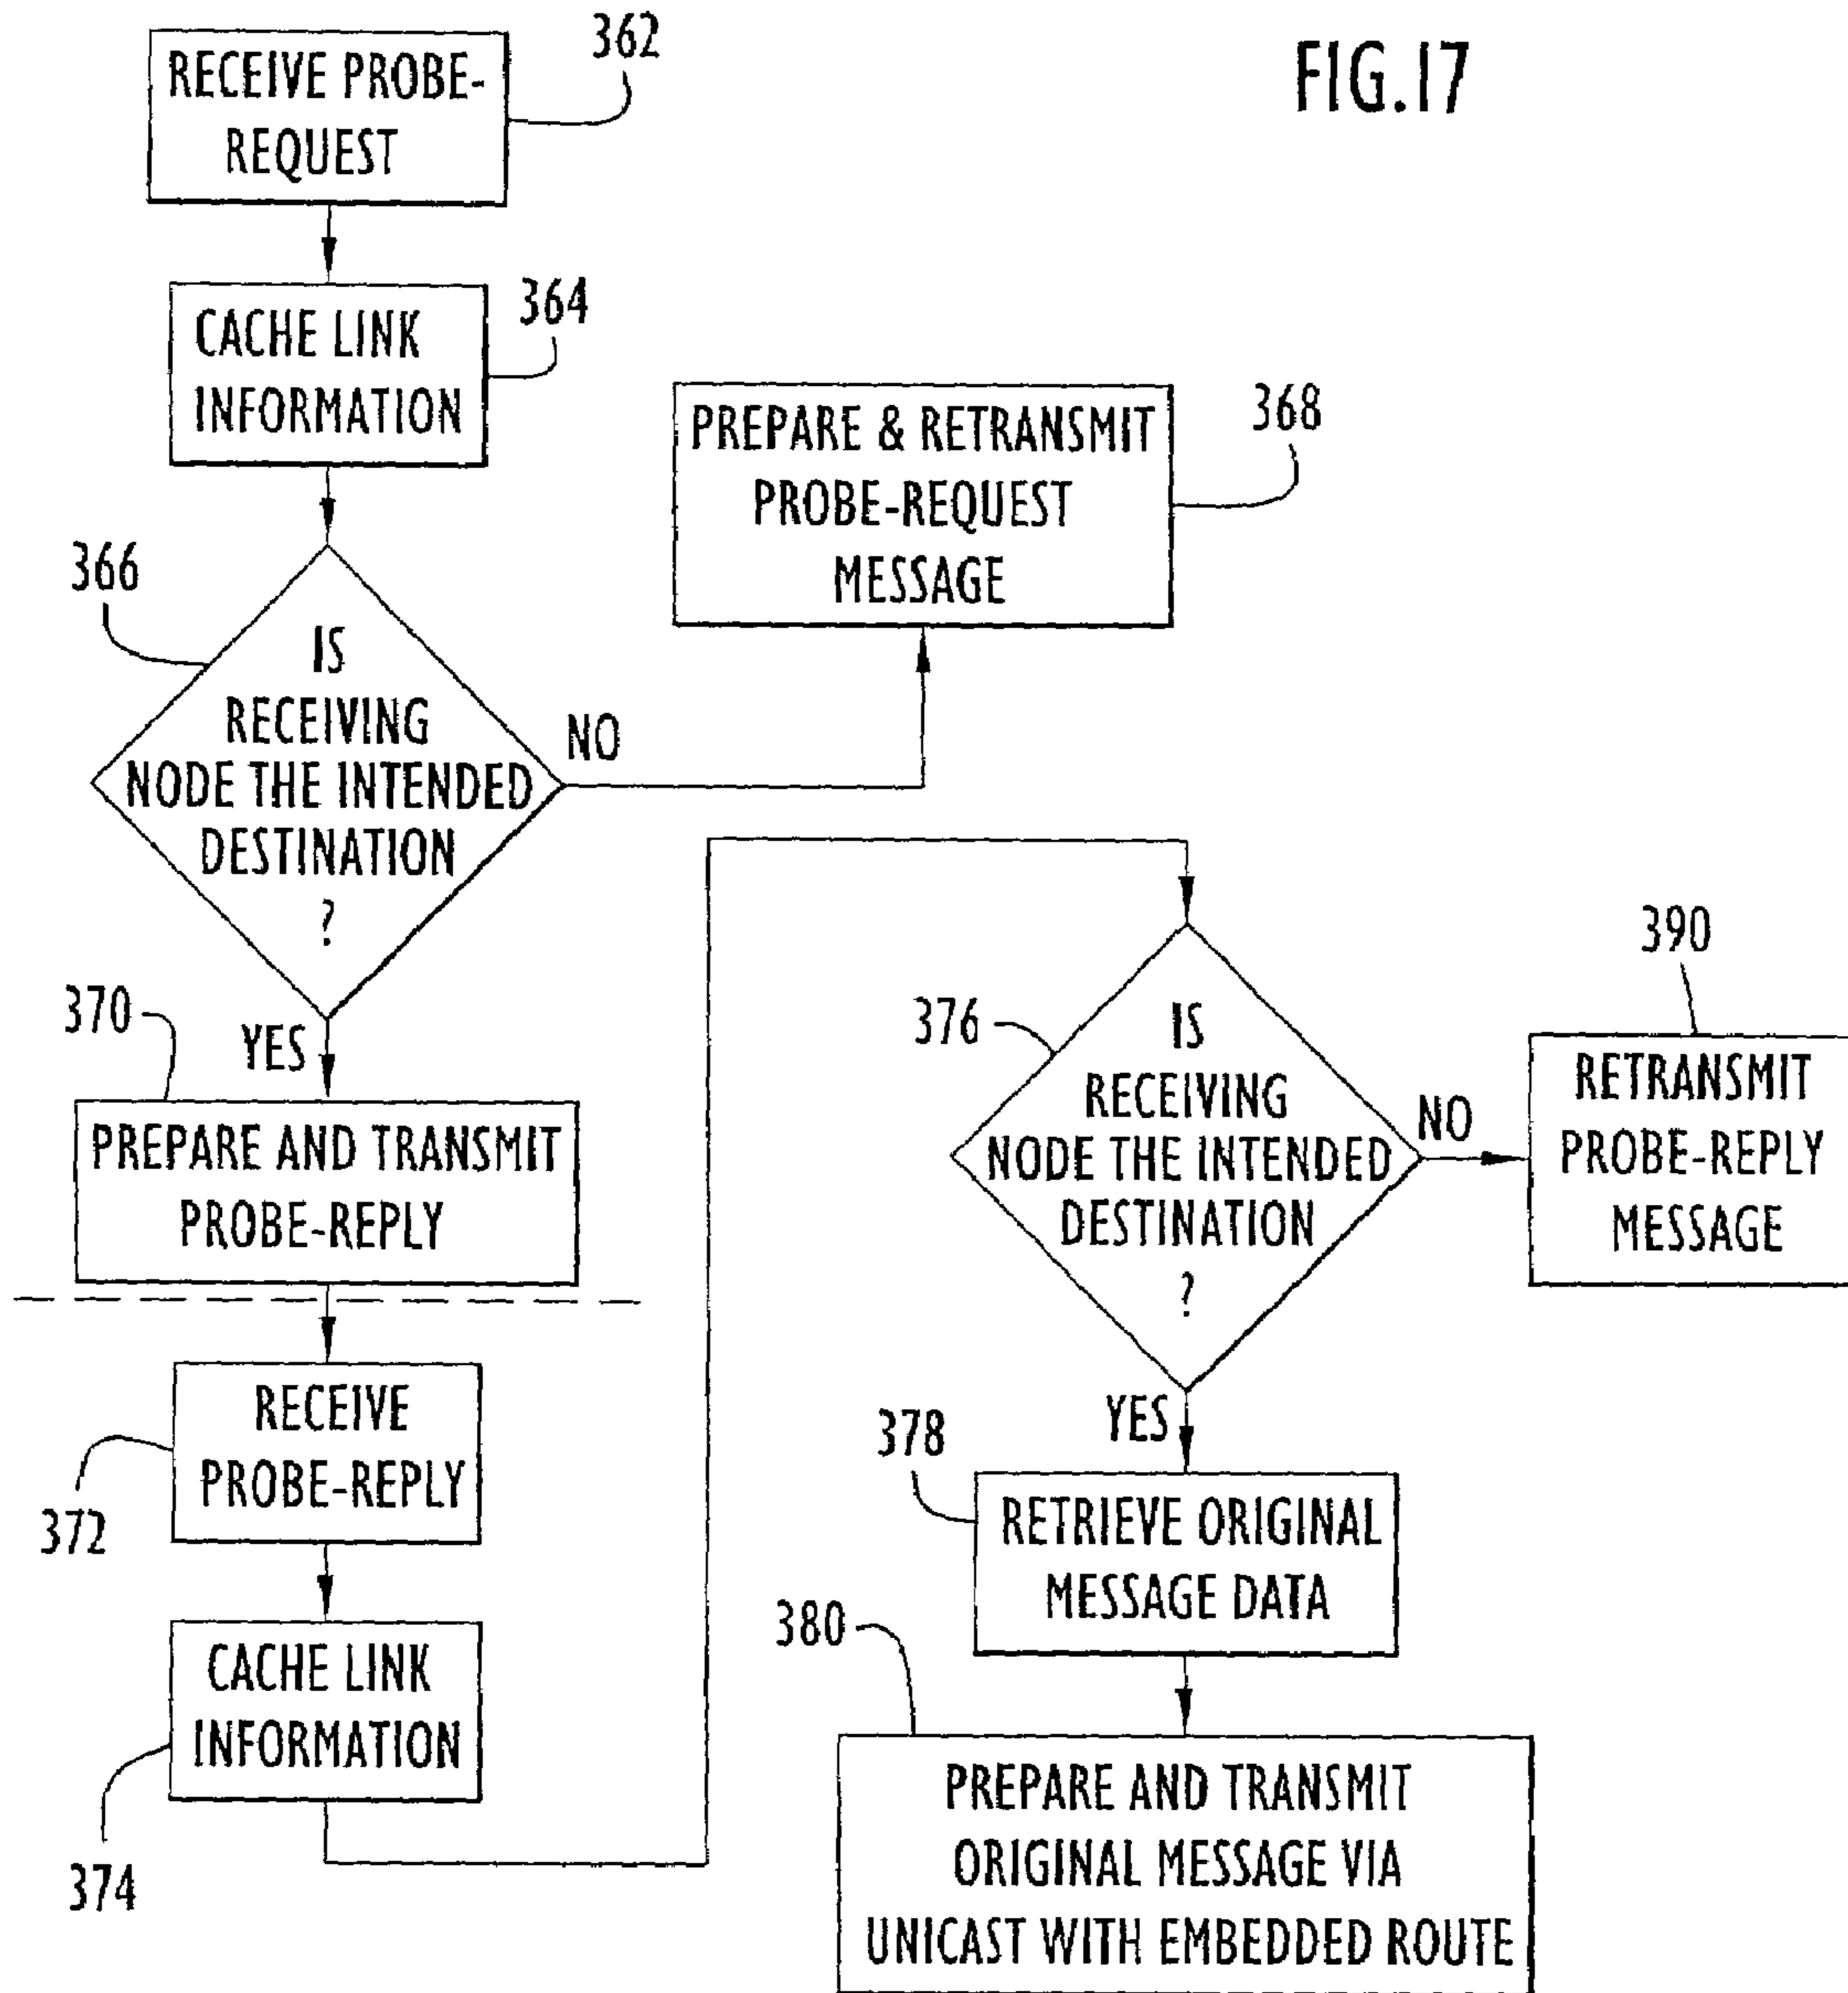 FIG.17
RECEIVE PROBE-
REQUEST
362
CACHE LINK
INFORMATION
364
366
IS
RECEIVING
NODE THE INTENDED
DESTINATION
?
NO
PREPARE & RETRANSMIT
PROBE-REQUEST
MESSAGE
368
YES
370
PREPARE AND TRANSMIT
PROBE-REPLY
RECEIVE
PROBE-REPLY
372
CACHE LINK
INFORMATION
374
376
IS
RECEIVING
NODE THE INTENDED
DESTINATION
?
NO
390
RETRANSMIT
PROBE-REPLY
MESSAGE
YES
378
RETRIEVE ORIGINAL
MESSAGE DATA
380
PREPARE AND TRANSMIT
ORIGINAL MESSAGE VIA
UNICAST WITH EMBEDDED ROUTE